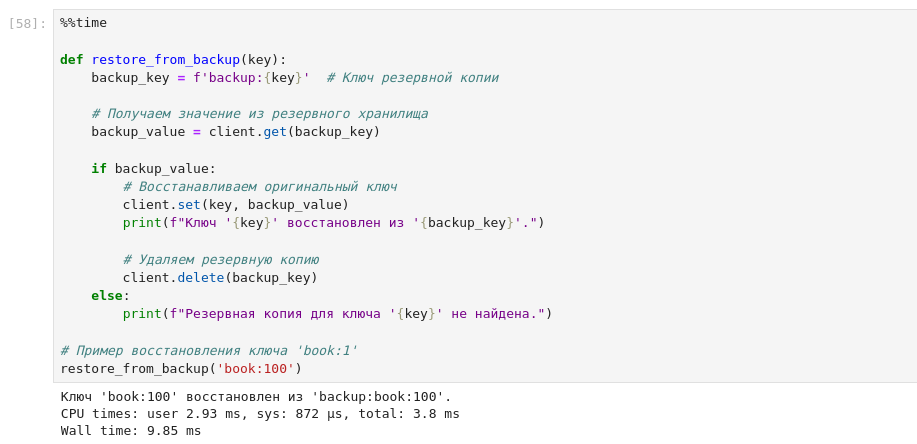 [58]:
%%time
def restore_from_backup(key):
    backup_key = f'backup:{key}'  # Ключ резервной копии
    # Получаем значение из резервного хранилища
    backup_value = client.get(backup_key)
    if backup_value:
        # Восстанавливаем оригинальный ключ
        client.set(key, backup_value)
        print(f"Ключ '{key}' восстановлен из '{backup_key}'.")
        # Удаляем резервную копию
        client.delete(backup_key)
    else:
        print(f"Резервная копия для ключа '{key}' не найдена.")
# Пример восстановления ключа 'book:1'
restore_from_backup('book:100')
Ключ 'book:100' восстановлен из 'backup:book:100'.
CPU times: user 2.93 ms, sys: 872 µs, total: 3.8 ms
Wall time: 9.85 ms